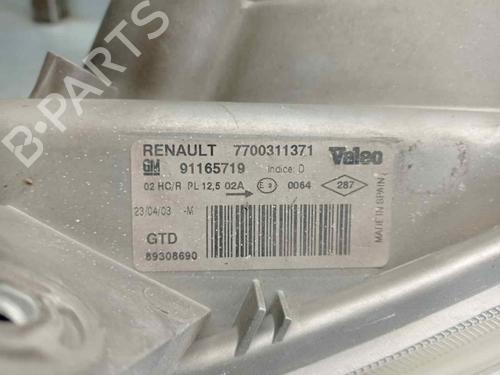 B-PARTS
RENAULT 7700311371 Valeo
GM 91165719 Indice: D
02 HC/R PL 12,5 02A E 9 0064 287
23/04/03 -M
GTD
89308690
MADE IN SPAIN